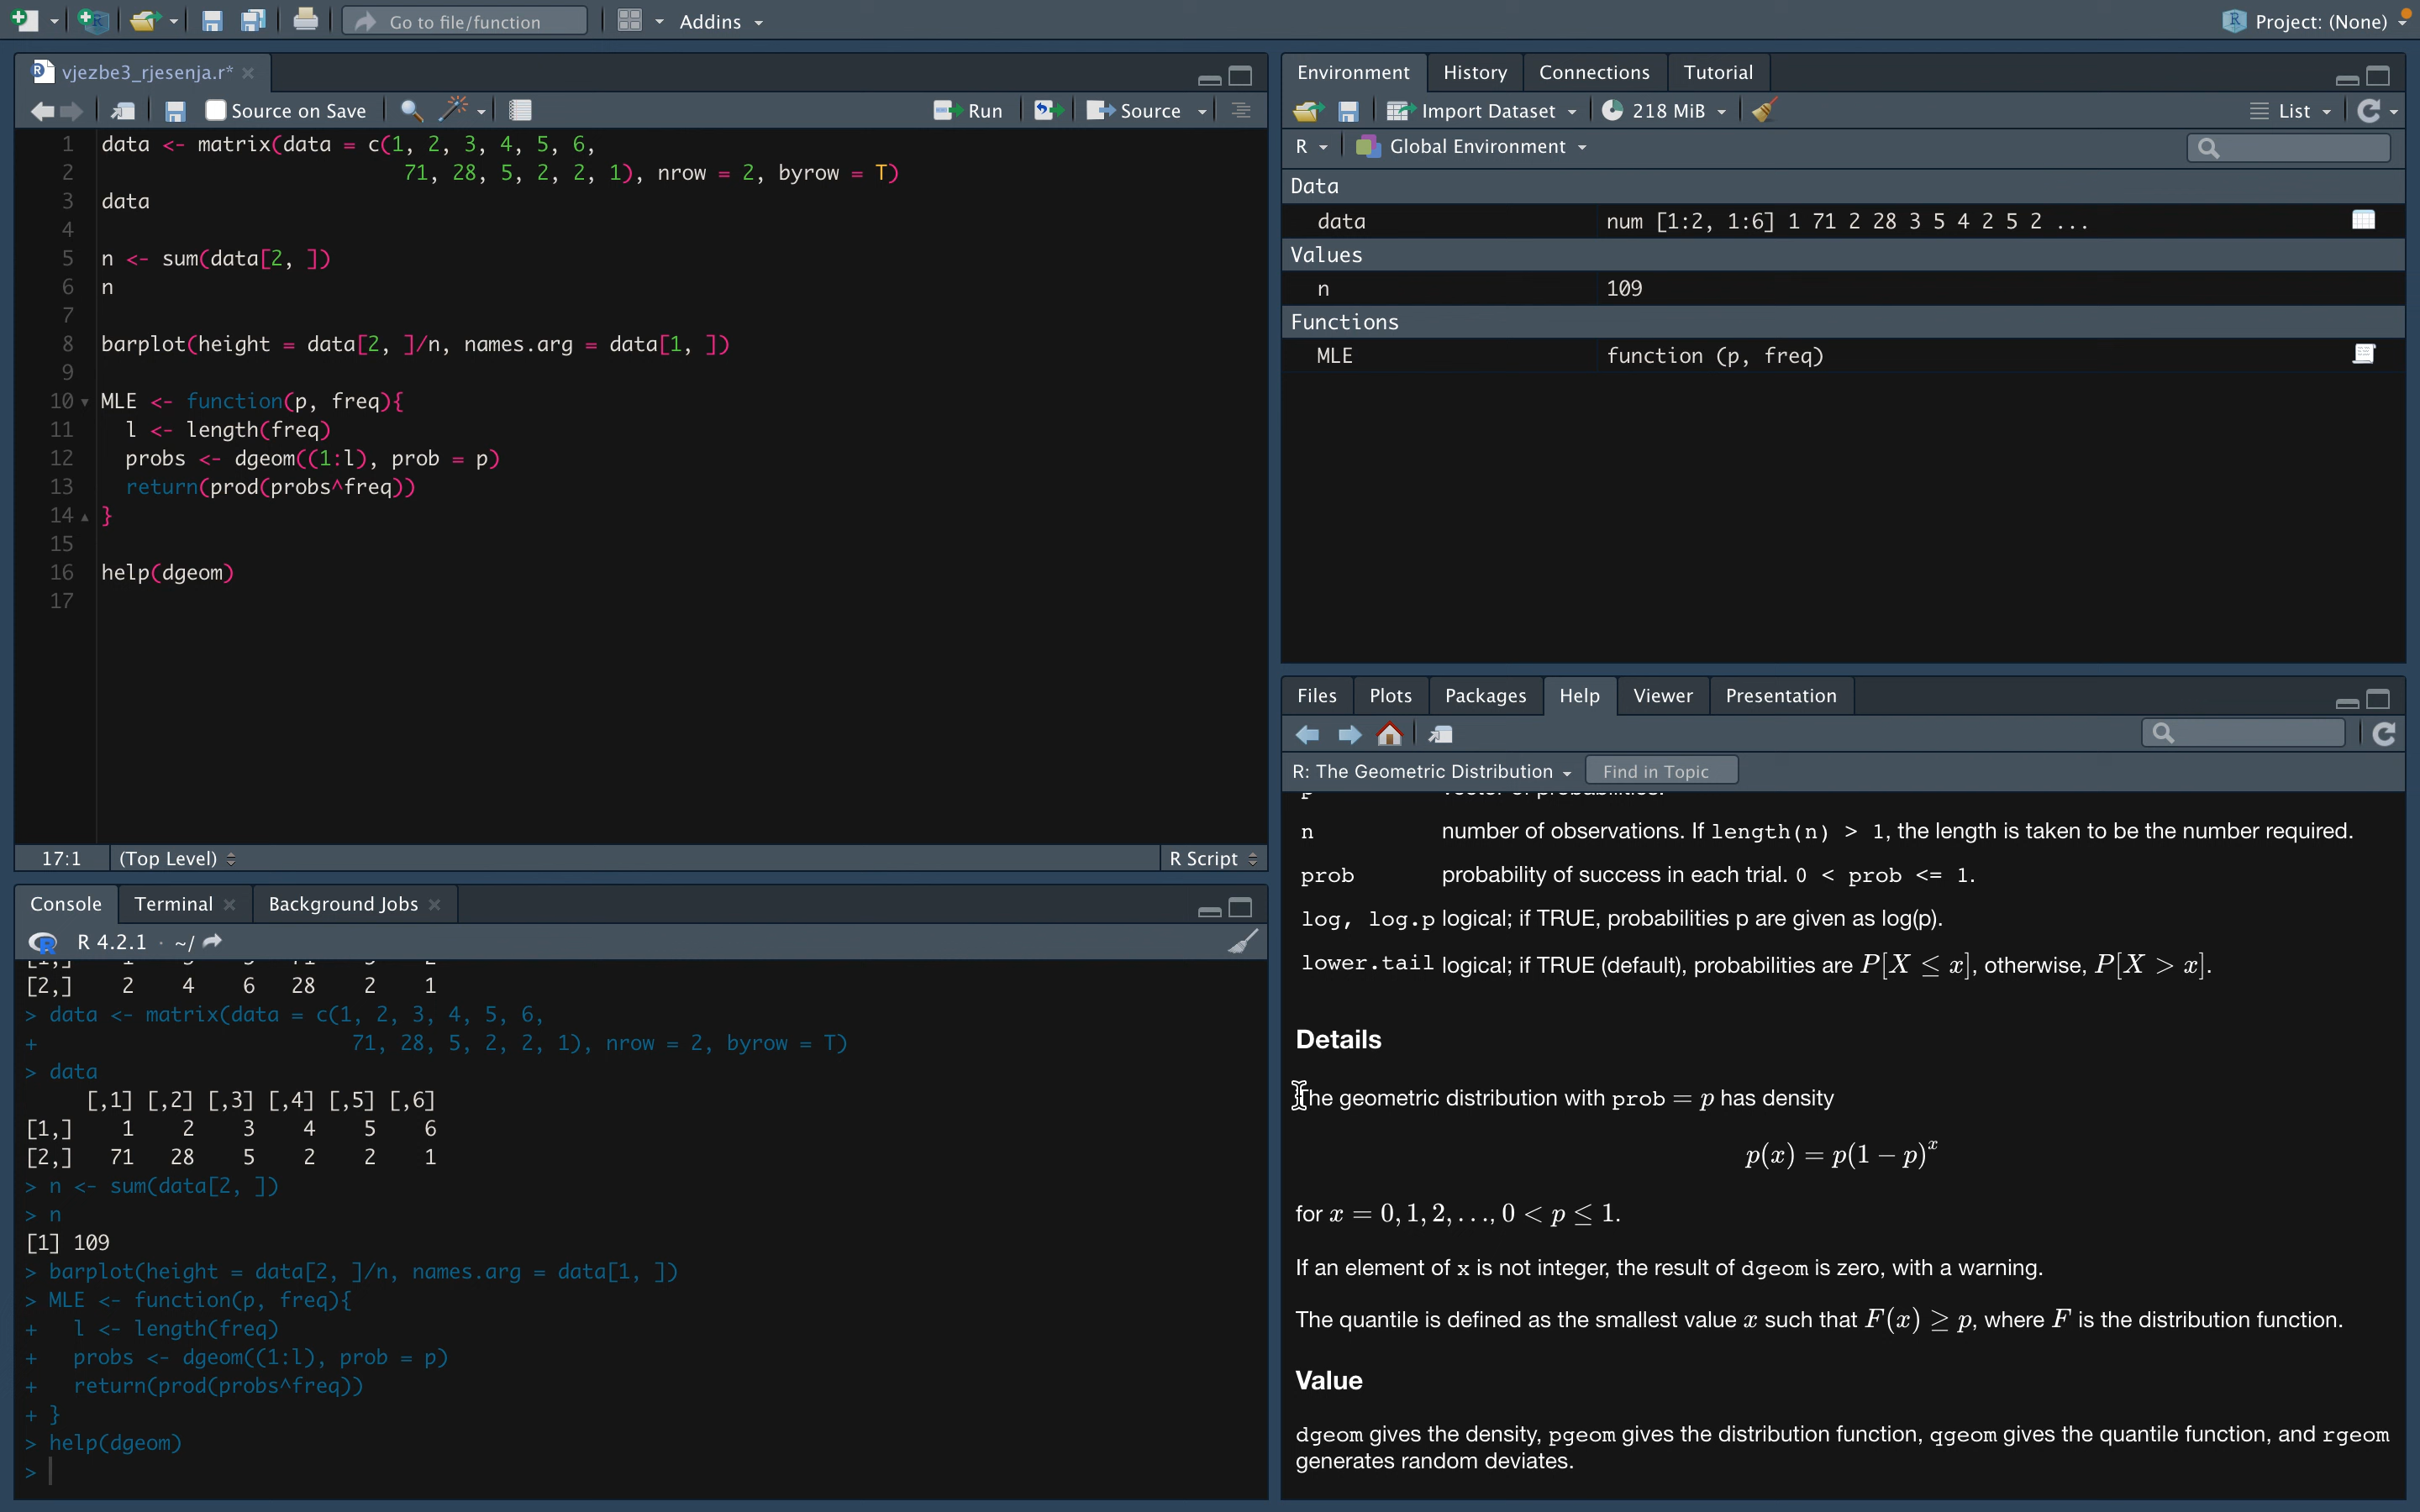 Go to file/function
Addins
Project: (None)
vjezbe3_rjesenja.r*
Source on Save
Run
Source
1 data <- matrix(data = c(1, 2, 3, 4, 5, 6,
2 71, 28, 5, 2, 2, 1), nrow = 2, byrow = T)
3 data
4
5 n <- sum(data[2, ])
6 n
7
8 barplot(height = data[2, ]/n, names.arg = data[1, ])
9
10 MLE <- function(p, freq){
11 l <- length(freq)
12 probs <- dgeom((1:l), prob = p)
13 return(prod(probs^freq))
14 }
15
16 help(dgeom)
17
17:1 (Top Level) R Script
Console Terminal Background Jobs
R 4.2.1 · ~/
[2,] 2 4 6 28 2 1
> data <- matrix(data = c(1, 2, 3, 4, 5, 6,
+ 71, 28, 5, 2, 2, 1), nrow = 2, byrow = T)
> data
[,1] [,2] [,3] [,4] [,5] [,6]
[1,] 1 2 3 4 5 6
[2,] 71 28 5 2 2 1
> n <- sum(data[2, ])
> n
[1] 109
> barplot(height = data[2, ]/n, names.arg = data[1, ])
> MLE <- function(p, freq){
+ l <- length(freq)
+ probs <- dgeom((1:l), prob = p)
+ return(prod(probs^freq))
+ }
> help(dgeom)
>
Environment History Connections Tutorial
Import Dataset 218 MiB List
R Global Environment
Data
data num [1:2, 1:6] 1 71 2 28 3 5 4 2 5 2 ...
Values
n 109
Functions
MLE function (p, freq)
Files Plots Packages Help Viewer Presentation
R: The Geometric Distribution Find in Topic
p vector of probabilities.
n number of observations. If length(n) > 1, the length is taken to be the number required.
prob probability of success in each trial. 0 < prob <= 1.
log, log.p logical; if TRUE, probabilities p are given as log(p).
lower.tail logical; if TRUE (default), probabilities are P[X ≤ x], otherwise, P[X > x].
Details
The geometric distribution with prob = p has density
p(x) = p(1 − p)^x
for x = 0, 1, 2, …, 0 < p ≤ 1.
If an element of x is not integer, the result of dgeom is zero, with a warning.
The quantile is defined as the smallest value x such that F(x) ≥ p, where F is the distribution function.
Value
dgeom gives the density, pgeom gives the distribution function, qgeom gives the quantile function, and rgeom
generates random deviates.